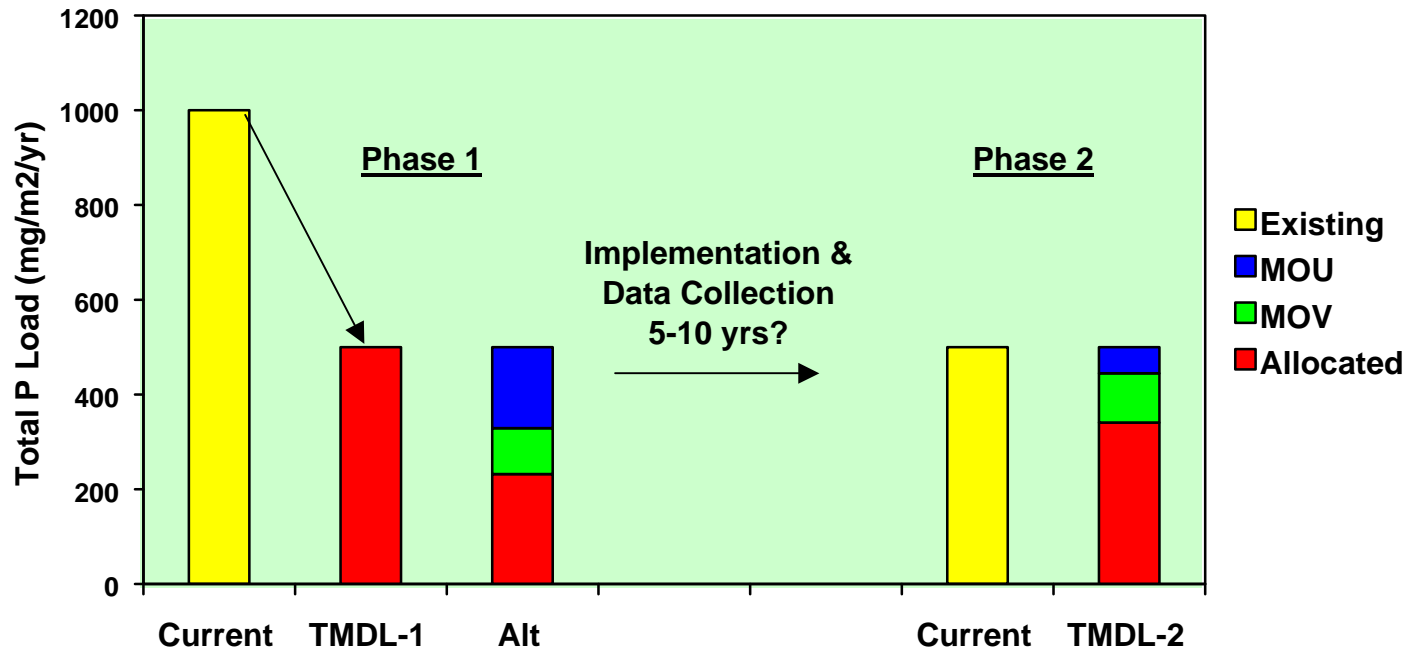 1200
1000
800
600
400
200
0
Total P Load (mg/m2/yr)
Phase 1
Implementation &
Data Collection
5-10 yrs?
Phase 2
Existing
MOU
MOV
Allocated
Current TMDL-1 Alt Current TMDL-2